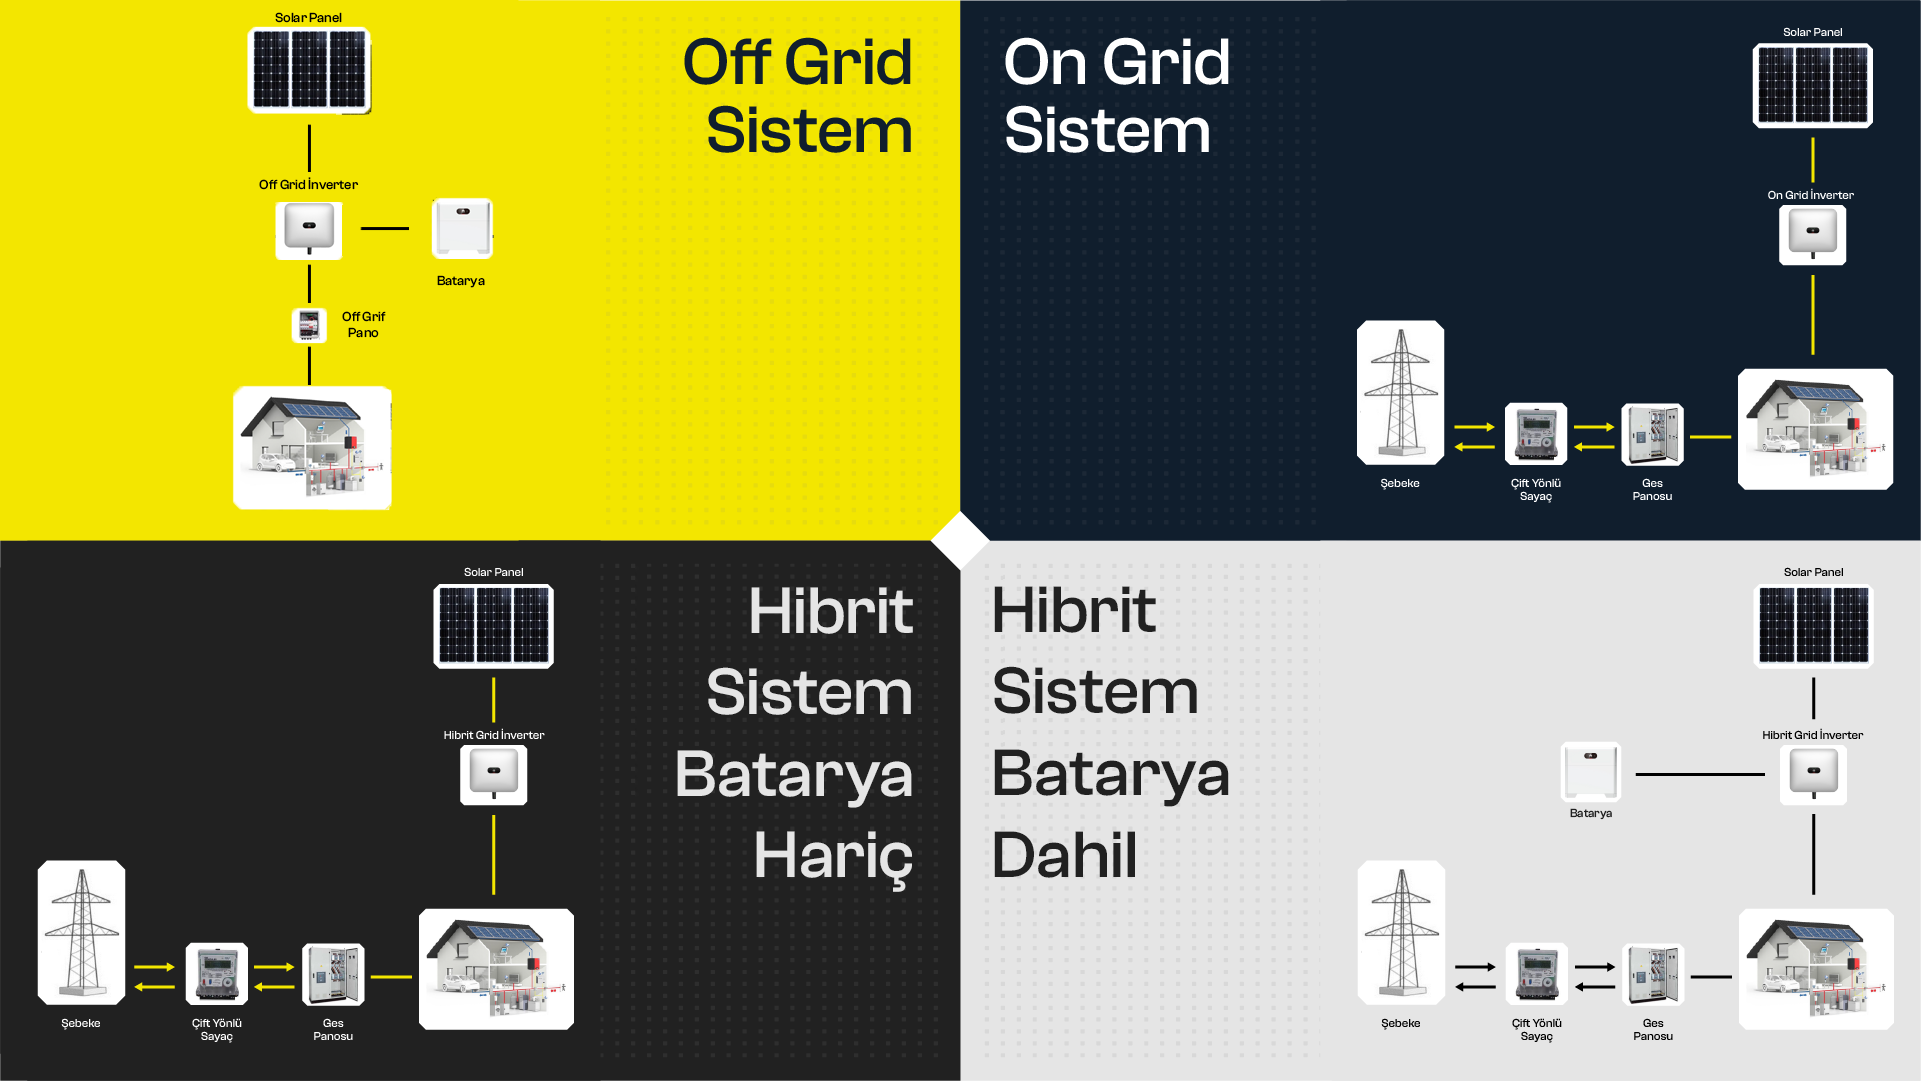 Solar Panel
Off Grid
Sistem
Off Grid İnverter
Batarya
Off Grif
Pano
On Grid
Sistem
Solar Panel
On Grid İnverter
Şebeke
Çift Yönlü
Sayaç
Ges
Panosu
Solar Panel
Hibrit
Sistem
Batarya
Hariç
Hibrit Grid İnverter
Şebeke
Çift Yönlü
Sayaç
Ges
Panosu
Hibrit
Sistem
Batarya
Dahil
Solar Panel
Hibrit Grid İnverter
Batarya
Şebeke
Çift Yönlü
Sayaç
Ges
Panosu